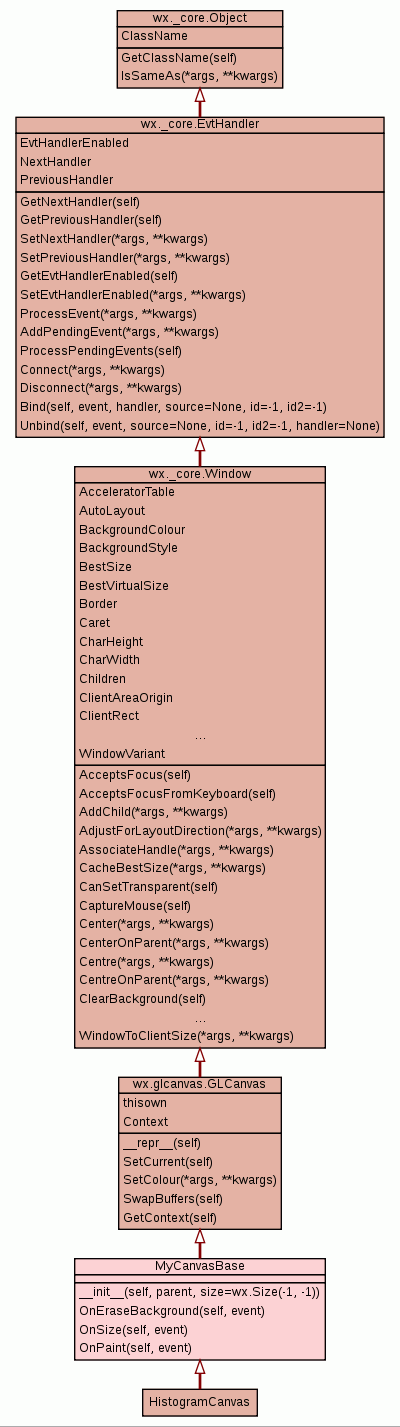 wx._core.Object
ClassName
GetClassName(self)
IsSameAs(*args, **kwargs)
wx._core.EvtHandler
EvtHandlerEnabled
NextHandler
PreviousHandler
GetNextHandler(self)
GetPreviousHandler(self)
SetNextHandler(*args, **kwargs)
SetPreviousHandler(*args, **kwargs)
GetEvtHandlerEnabled(self)
SetEvtHandlerEnabled(*args, **kwargs)
ProcessEvent(*args, **kwargs)
AddPendingEvent(*args, **kwargs)
ProcessPendingEvents(self)
Connect(*args, **kwargs)
Disconnect(*args, **kwargs)
Bind(self, event, handler, source=None, id=-1, id2=-1)
Unbind(self, event, source=None, id=-1, id2=-1, handler=None)
wx._core.Window
AcceleratorTable
AutoLayout
BackgroundColour
BackgroundStyle
BestSize
BestVirtualSize
Border
Caret
CharHeight
CharWidth
Children
ClientAreaOrigin
ClientRect
...
WindowVariant
AcceptsFocus(self)
AcceptsFocusFromKeyboard(self)
AddChild(*args, **kwargs)
AdjustForLayoutDirection(*args, **kwargs)
AssociateHandle(*args, **kwargs)
CacheBestSize(*args, **kwargs)
CanSetTransparent(self)
CaptureMouse(self)
Center(*args, **kwargs)
CenterOnParent(*args, **kwargs)
Centre(*args, **kwargs)
CentreOnParent(*args, **kwargs)
ClearBackground(self)
...
WindowToClientSize(*args, **kwargs)
wx.glcanvas.GLCanvas
thisown
Context
__repr__(self)
SetCurrent(self)
SetColour(*args, **kwargs)
SwapBuffers(self)
GetContext(self)
MyCanvasBase
__init__(self, parent, size=wx.Size(-1, -1))
OnEraseBackground(self, event)
OnSize(self, event)
OnPaint(self, event)
HistogramCanvas